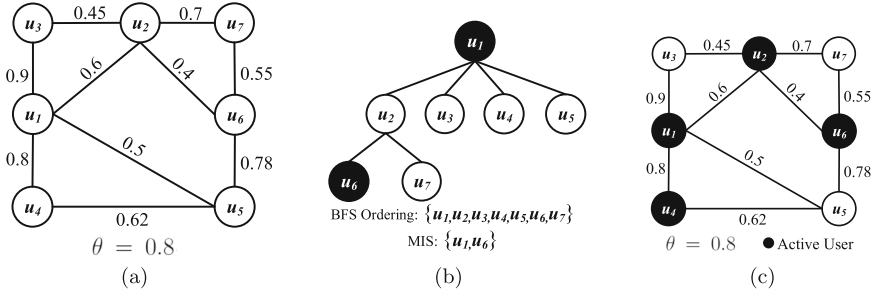 u3 0.45 u2 0.7 u7
0.9 0.6 0.4 0.55
u1 u6
0.8 0.5 0.78
u4 0.62 u5
θ = 0.8
(a)
u1
u2 u3 u4 u5
u6 u7
BFS Ordering: {u1,u2,u3,u4,u5,u6,u7}
MIS: {u1,u6}
(b)
u3 0.45 u2 0.7 u7
0.9 0.6 0.4 0.55
u1 u6
0.8 0.5 0.78
u4 0.62 u5
θ = 0.8 Active User
(c)